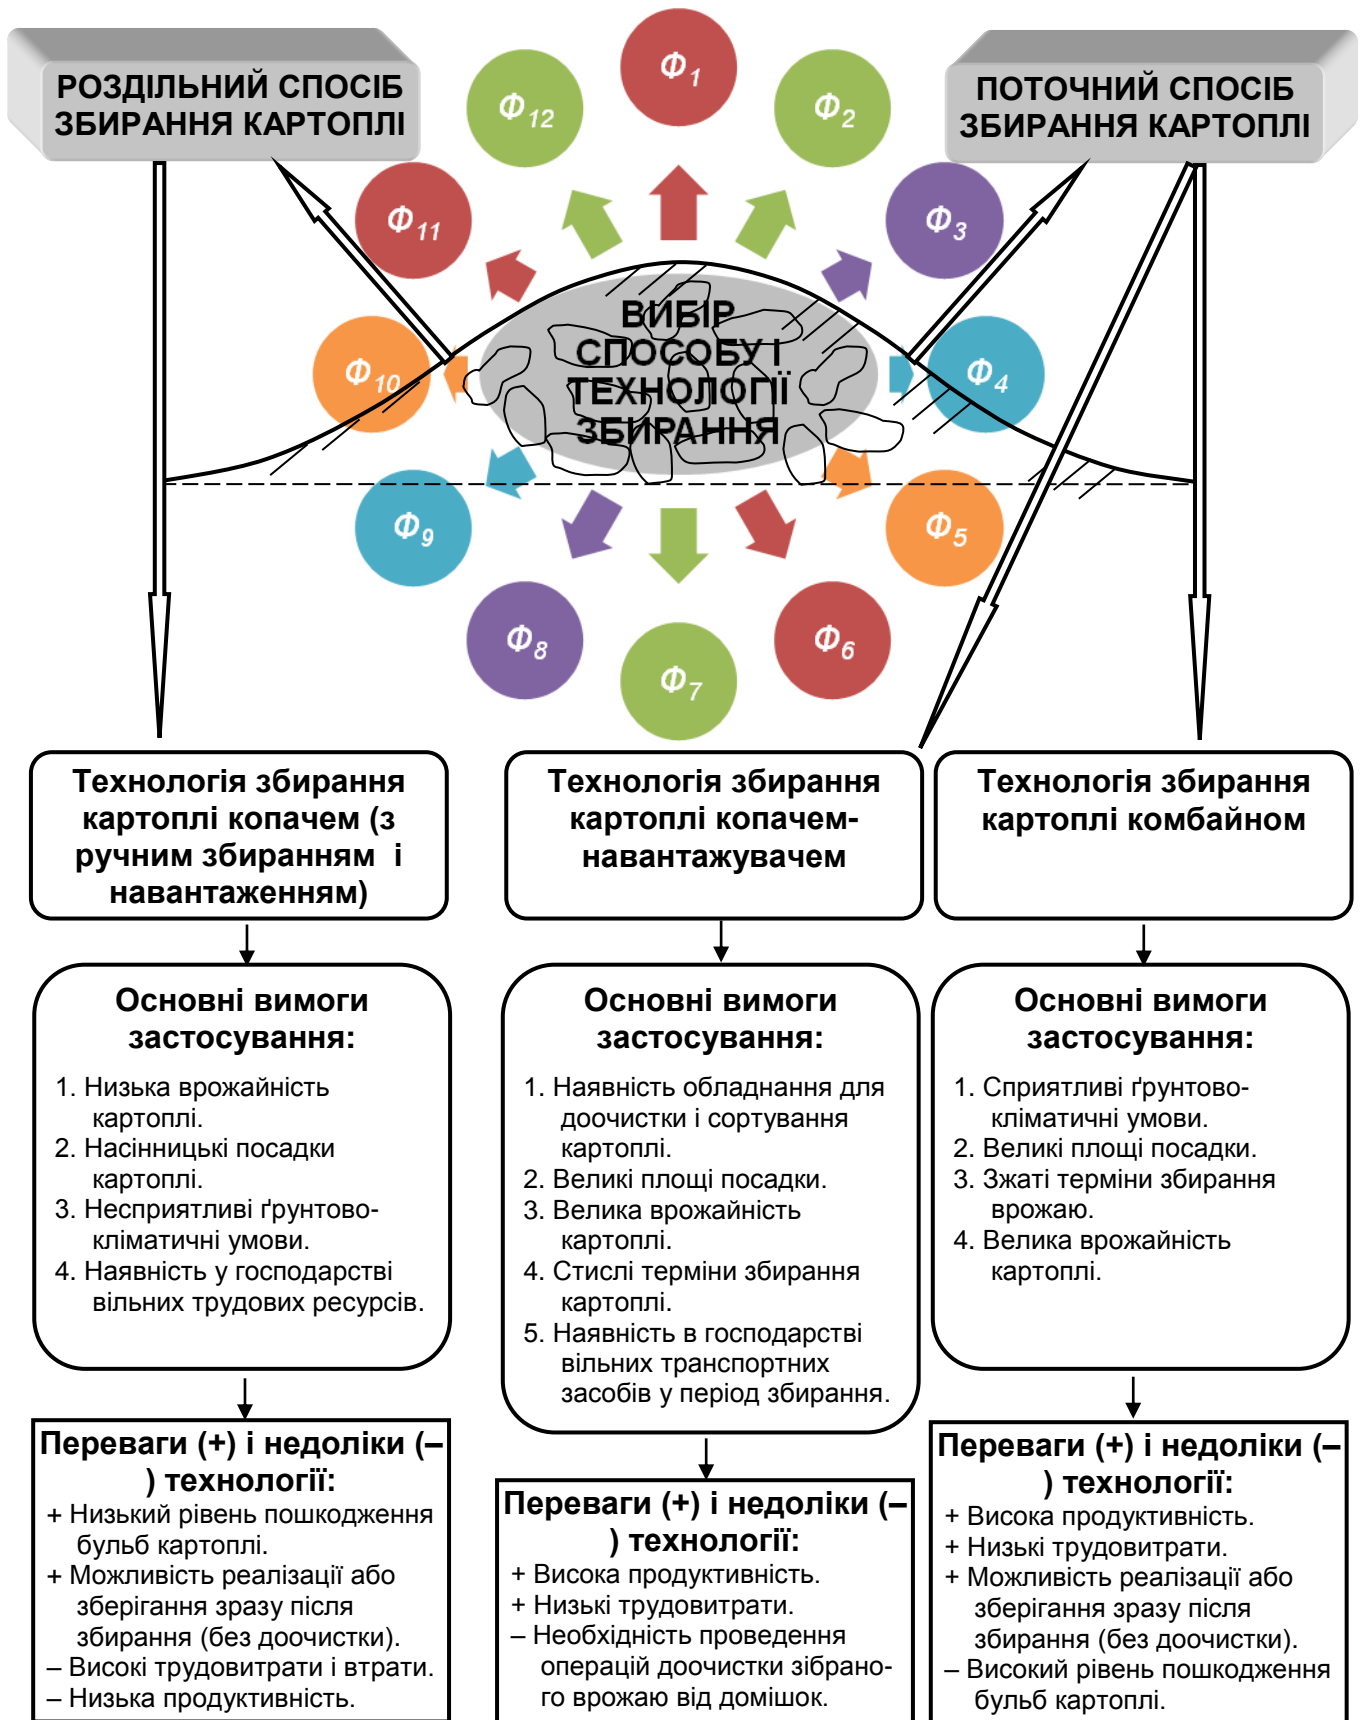 РОЗДІЛЬНИЙ СПОСІБ
ЗБИРАННЯ КАРТОПЛІ
ПОТОЧНИЙ СПОСІБ
ЗБИРАННЯ КАРТОПЛІ
Ф1
Ф2
Ф3
Ф4
Ф5
Ф6
Ф7
Ф8
Ф9
Ф10
Ф11
Ф12
ВИБІР
СПОСОБУ І
ТЕХНОЛОГІЇ
ЗБИРАННЯ
Технологія збирання
картоплі копачем (з
ручним збиранням і
навантаженням)
Основні вимоги
застосування:
1. Низька врожайність
картоплі.
2. Насінницькі посадки
картоплі.
3. Несприятливі ґрунтово-
кліматичні умови.
4. Наявність у господарстві
вільних трудових ресурсів.
Переваги (+) і недоліки (–
) технології:
+ Низький рівень пошкодження
бульб картоплі.
+ Можливість реалізації або
зберігання зразу після
збирання (без доочистки).
– Високі трудовитрати і втрати.
– Низька продуктивність.
Технологія збирання
картоплі копачем-
навантажувачем
Основні вимоги
застосування:
1. Наявність обладнання для
доочистки і сортування
картоплі.
2. Великі площі посадки.
3. Велика врожайність
картоплі.
4. Стислі терміни збирання
картоплі.
5. Наявність в господарстві
вільних транспортних
засобів у період збирання.
Переваги (+) і недоліки (–
) технології:
+ Висока продуктивність.
+ Низькі трудовитрати.
– Необхідність проведення
операцій доочистки зібрано-
го врожаю від домішок.
Технологія збирання
картоплі комбайном
Основні вимоги
застосування:
1. Сприятливі ґрунтово-
кліматичні умови.
2. Великі площі посадки.
3. Зжаті терміни збирання
врожаю.
4. Велика врожайність
картоплі.
Переваги (+) і недоліки (–
) технології:
+ Висока продуктивність.
+ Низькі трудовитрати.
+ Можливість реалізації або
зберігання зразу після
збирання (без доочистки).
– Високий рівень пошкодження
бульб картоплі.